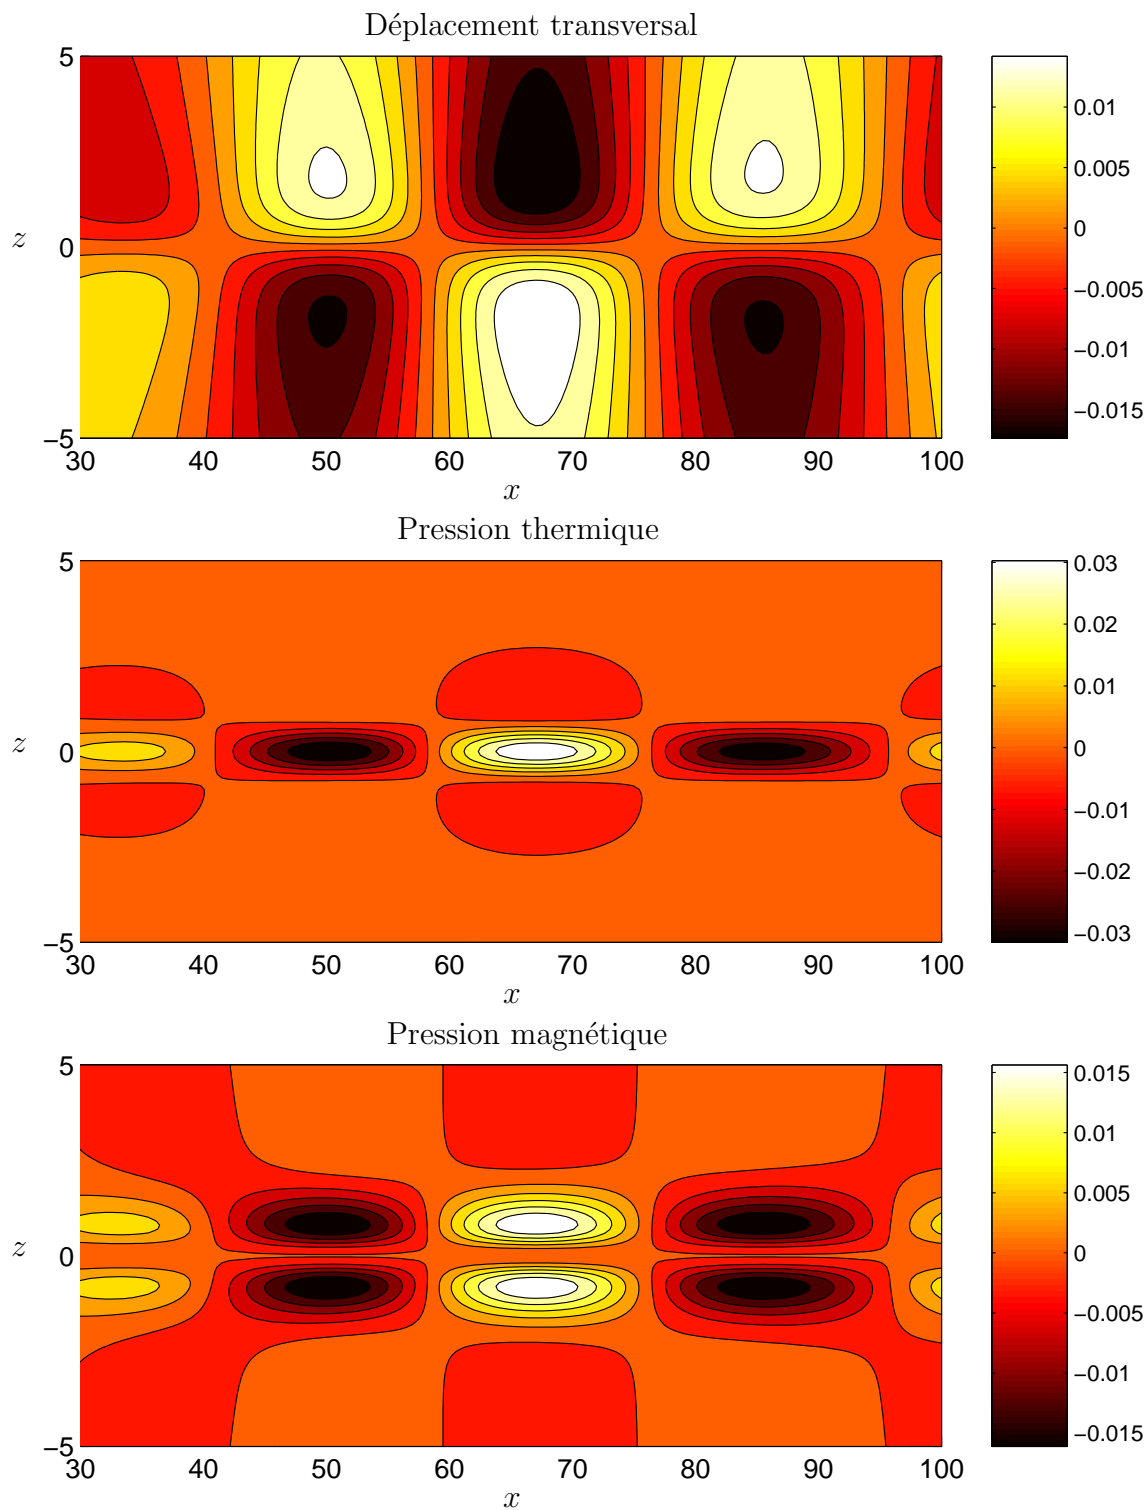 Déplacement transversal
5
0
−5
z
30 40 50 60 70 80 90 100
x
0.01
0.005
0
−0.005
−0.01
−0.015
Pression thermique
5
0
−5
z
30 40 50 60 70 80 90 100
x
0.03
0.02
0.01
0
−0.01
−0.02
−0.03
Pression magnétique
5
0
−5
z
30 40 50 60 70 80 90 100
x
0.015
0.01
0.005
0
−0.005
−0.01
−0.015